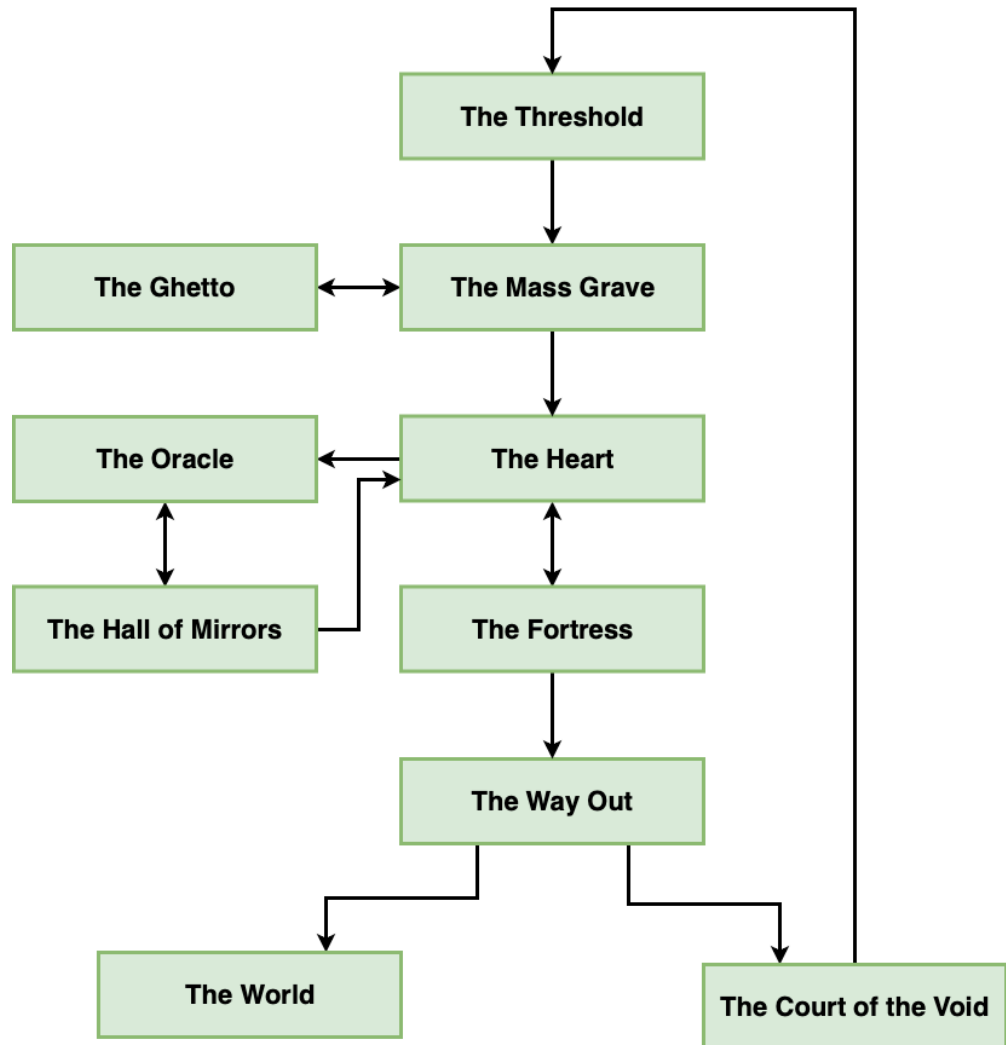 The Threshold
The Ghetto
The Mass Grave
The Oracle
The Heart
The Hall of Mirrors
The Fortress
The Way Out
The World
The Court of the Void